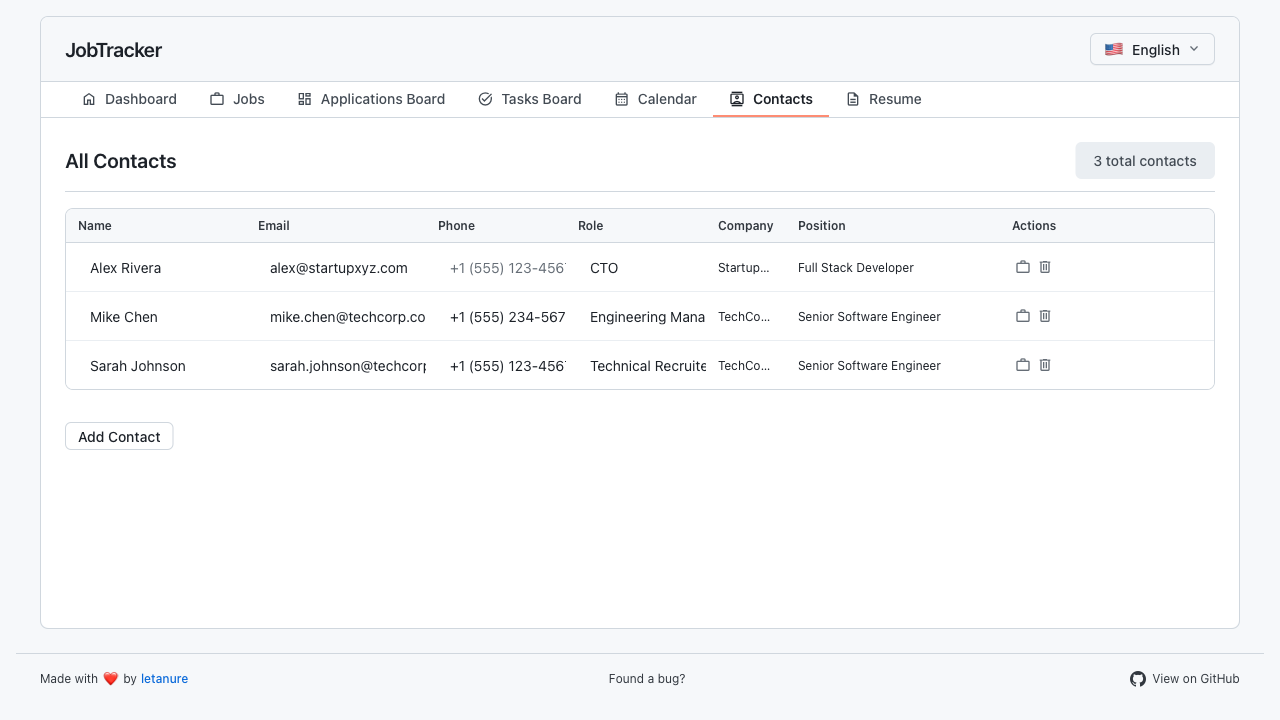 JobTracker
English
Dashboard
Jobs
Applications Board
Tasks Board
Calendar
Contacts
Resume
All Contacts
3 total contacts
Name Email Phone Role Company Position Actions
Alex Rivera alex@startupxyz.com +1 (555) 123-456 CTO Startup... Full Stack Developer
Mike Chen mike.chen@techcorp.co +1 (555) 234-567 Engineering Mana TechCo... Senior Software Engineer
Sarah Johnson sarah.johnson@techcorp +1 (555) 123-456 Technical Recruite TechCo... Senior Software Engineer
Add Contact
Made with ❤️ by letanure
Found a bug?
View on GitHub